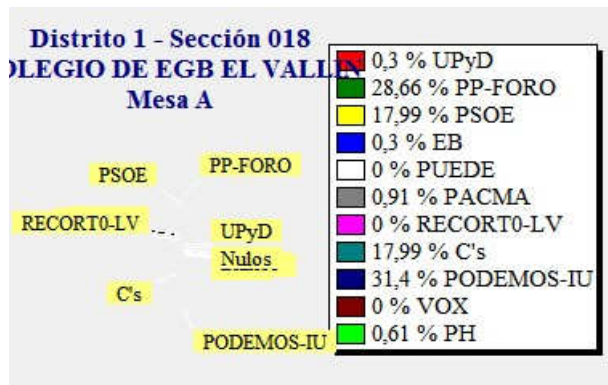 Distrito 1 - Sección 018
OLEGIO DE EGB EL VALLIN
Mesa A
PSOE
PP-FORO
RECORT0-LV
UPyD
Nulos
C's
PODEMOS-IU
0,3 % UPyD
28,66 % PP-FORO
17,99 % PSOE
0,3 % EB
0 % PUEDE
0,91 % PACMA
0 % RECORT0-LV
17,99 % C's
31,4 % PODEMOS-IU
0 % VOX
0,61 % PH